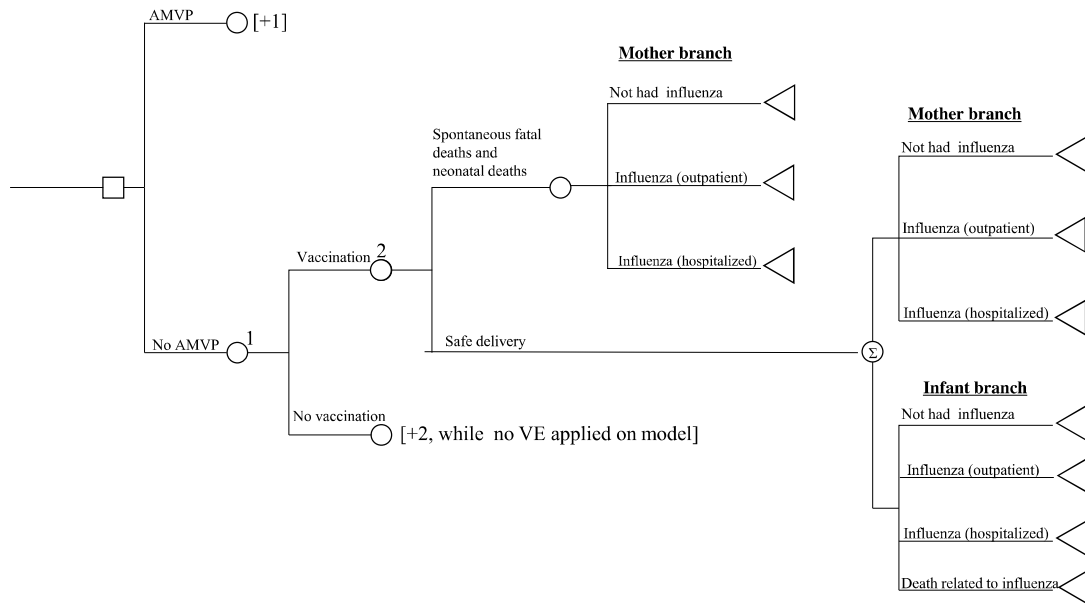 AMVP
[+1]
Mother branch
Not had influenza
Mother branch
Spontaneous fatal
deaths and
neonatal deaths
Not had influenza
Influenza (outpatient)
Influenza (outpatient)
Vaccination
2
Influenza (hospitalized)
Influenza (hospitalized)
No AMVP
1
Safe delivery
Σ
Infant branch
No vaccination
Not had influenza
[+2, while no VE applied on model]
Influenza (outpatient)
Influenza (hospitalized)
Death related to influenza